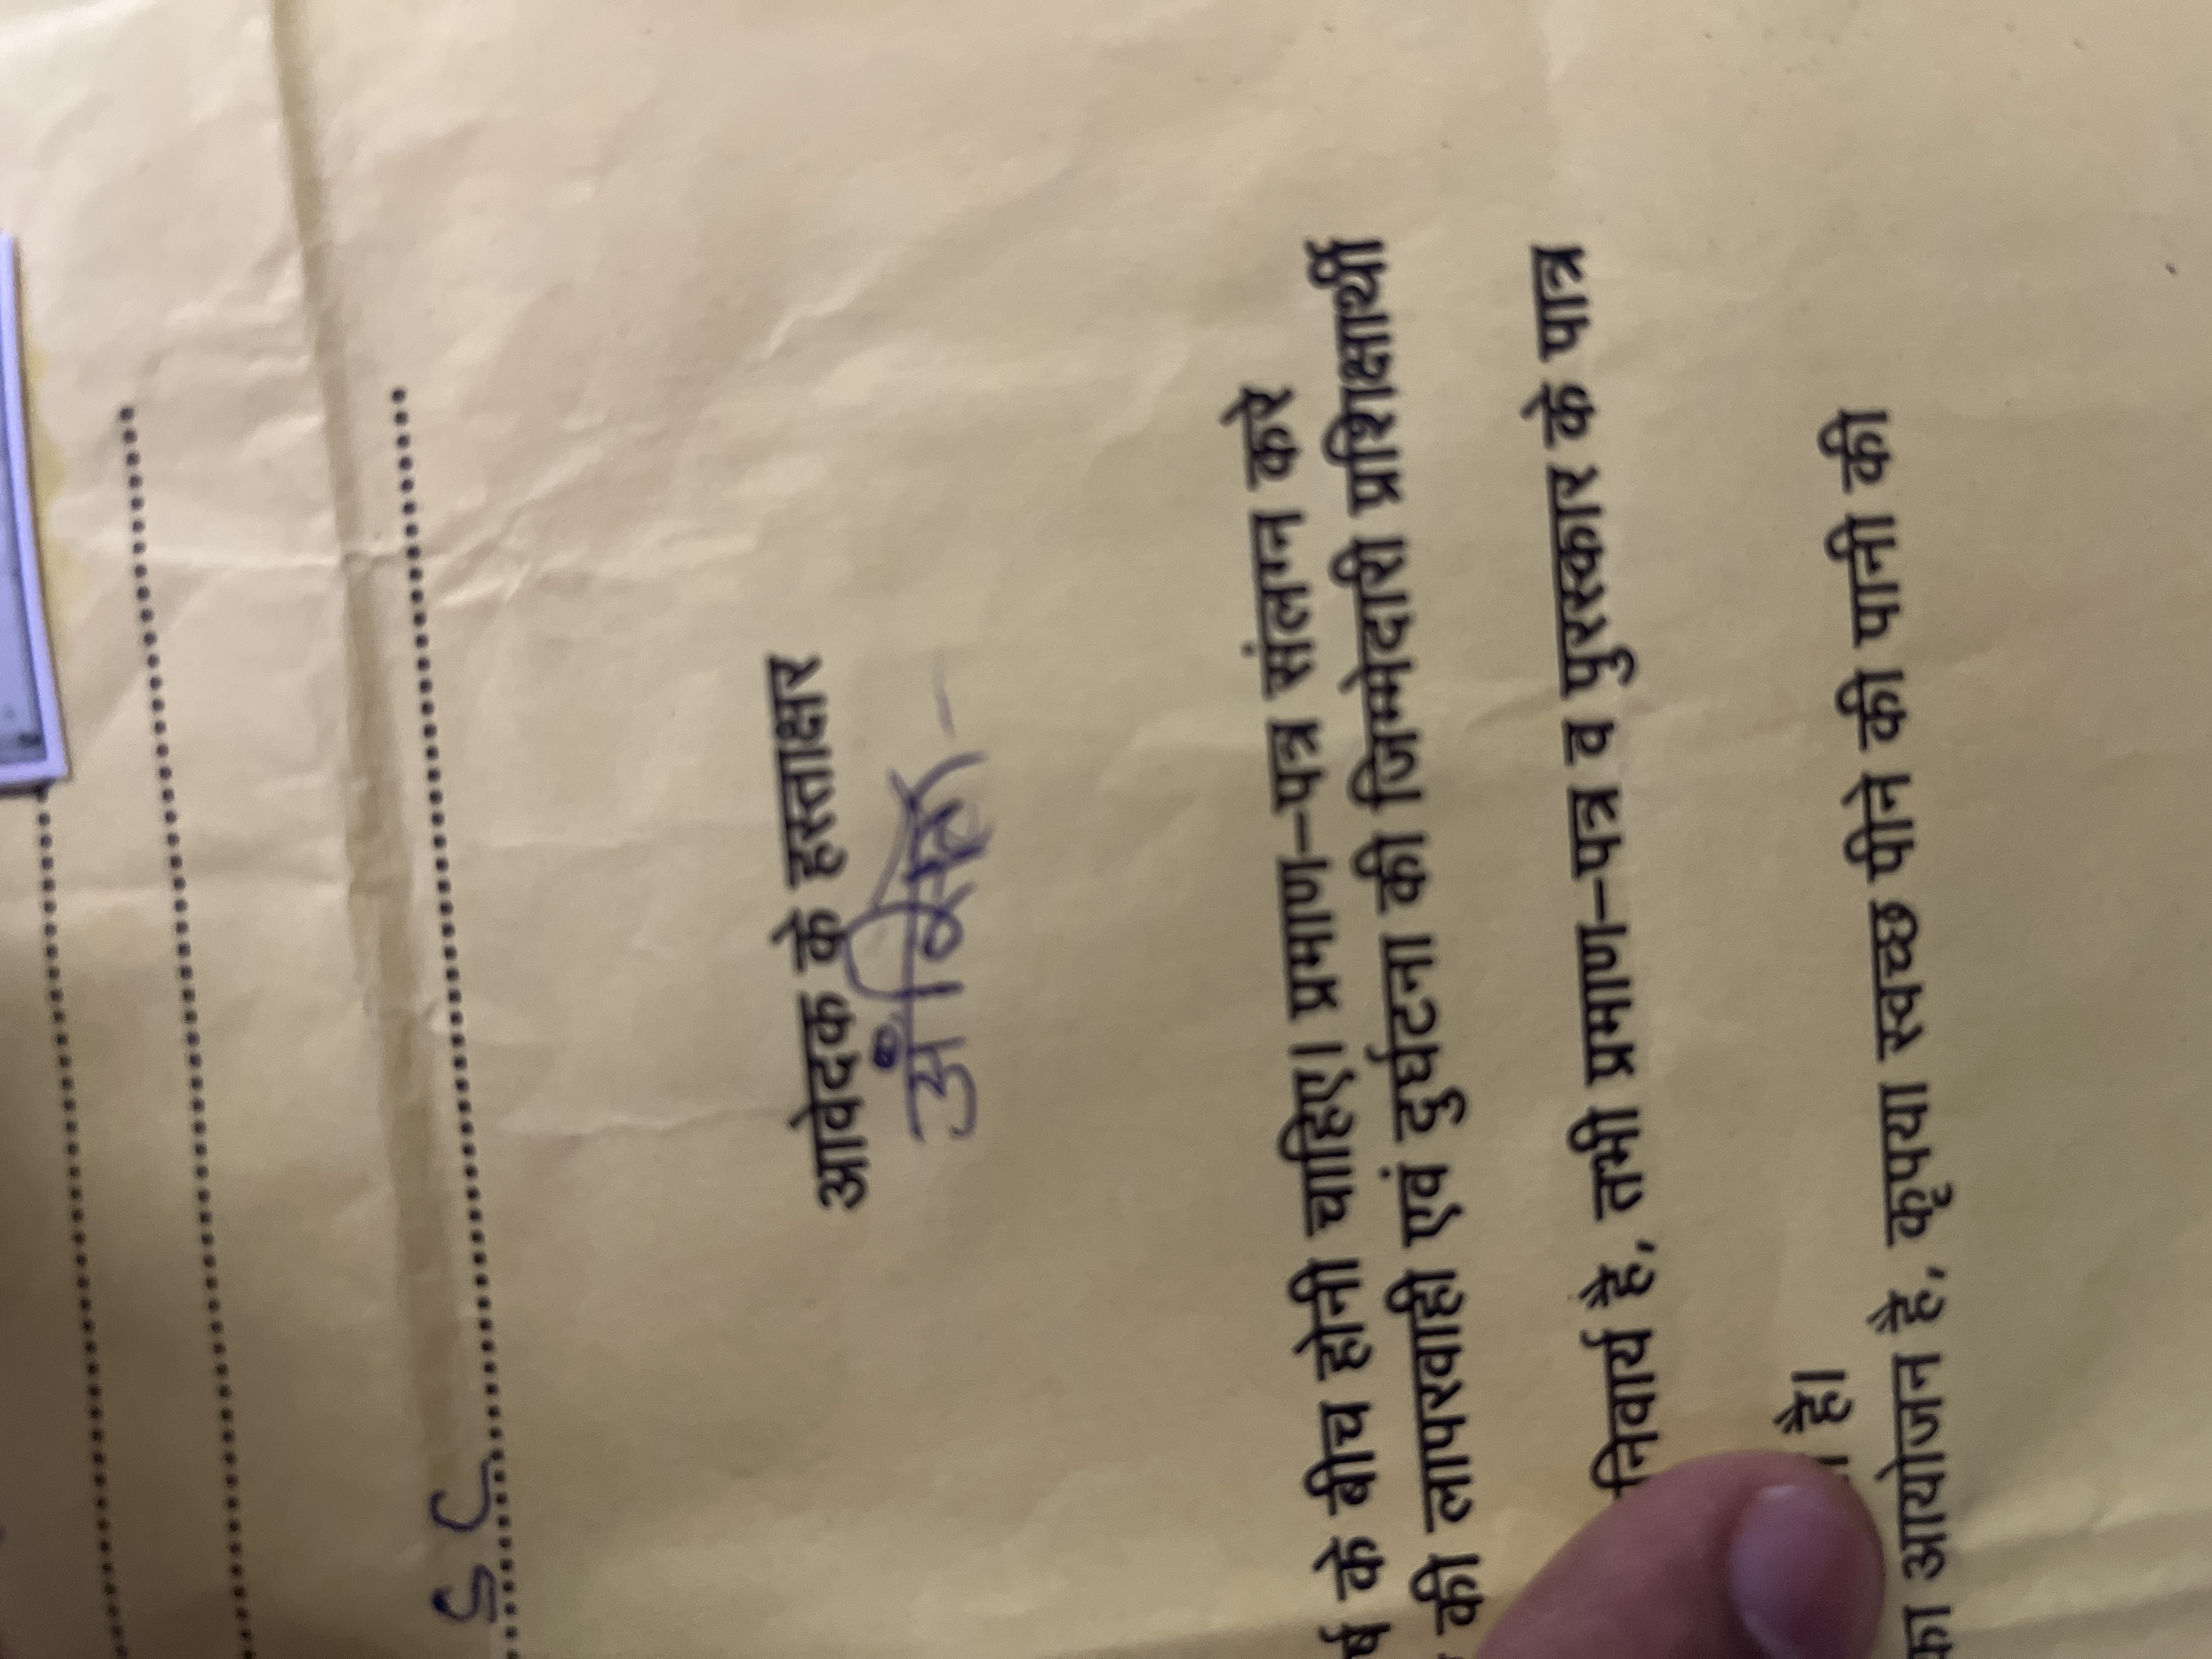 SC
आवेदक के हस्ताक्षर
अंकित
के बीच होनी चाहिए। प्रमाण-पत्र संलग्न करे
की लापरवाही एवं दुर्घटना की जिम्मेदारी प्रशिक्षार्थी
निवार्य है, तभी प्रमाण-पत्र व पुरस्कार के पात्र
है।
का आयोजन है, कृपया स्वच्छ पीने की पानी की